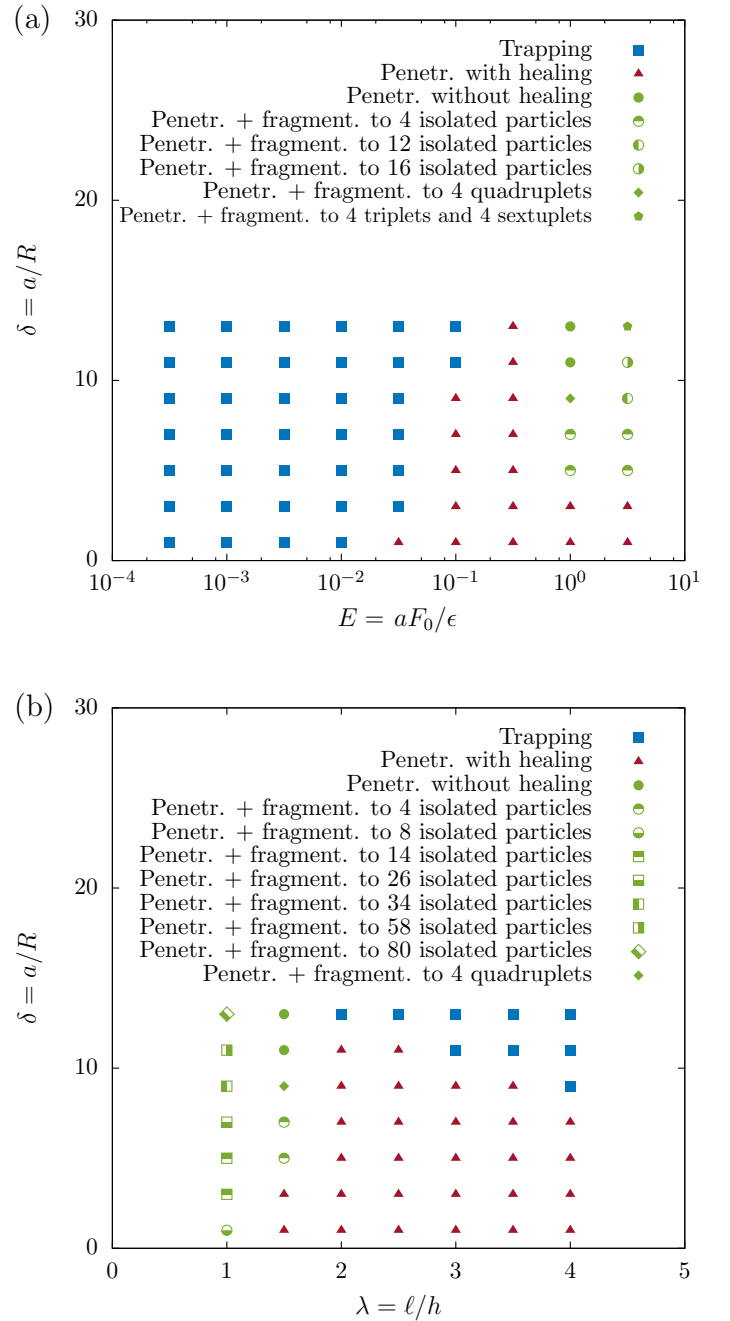 (a)
30
Trapping
Penetr. with healing
Penetr. without healing
Penetr. + fragment. to 4 isolated particles
Penetr. + fragment. to 12 isolated particles
Penetr. + fragment. to 16 isolated particles
Penetr. + fragment. to 4 quadruplets
Penetr. + fragment. to 4 triplets and 4 sextuplets
20
δ = a/R
10
0
10⁻⁴ 10⁻³ 10⁻² 10⁻¹ 10⁰ 10¹
E = aF₀/ϵ
(b)
30
Trapping
Penetr. with healing
Penetr. without healing
Penetr. + fragment. to 4 isolated particles
Penetr. + fragment. to 8 isolated particles
Penetr. + fragment. to 14 isolated particles
Penetr. + fragment. to 26 isolated particles
Penetr. + fragment. to 34 isolated particles
Penetr. + fragment. to 58 isolated particles
Penetr. + fragment. to 80 isolated particles
Penetr. + fragment. to 4 quadruplets
20
δ = a/R
10
0
0 1 2 3 4 5
λ = ℓ/h